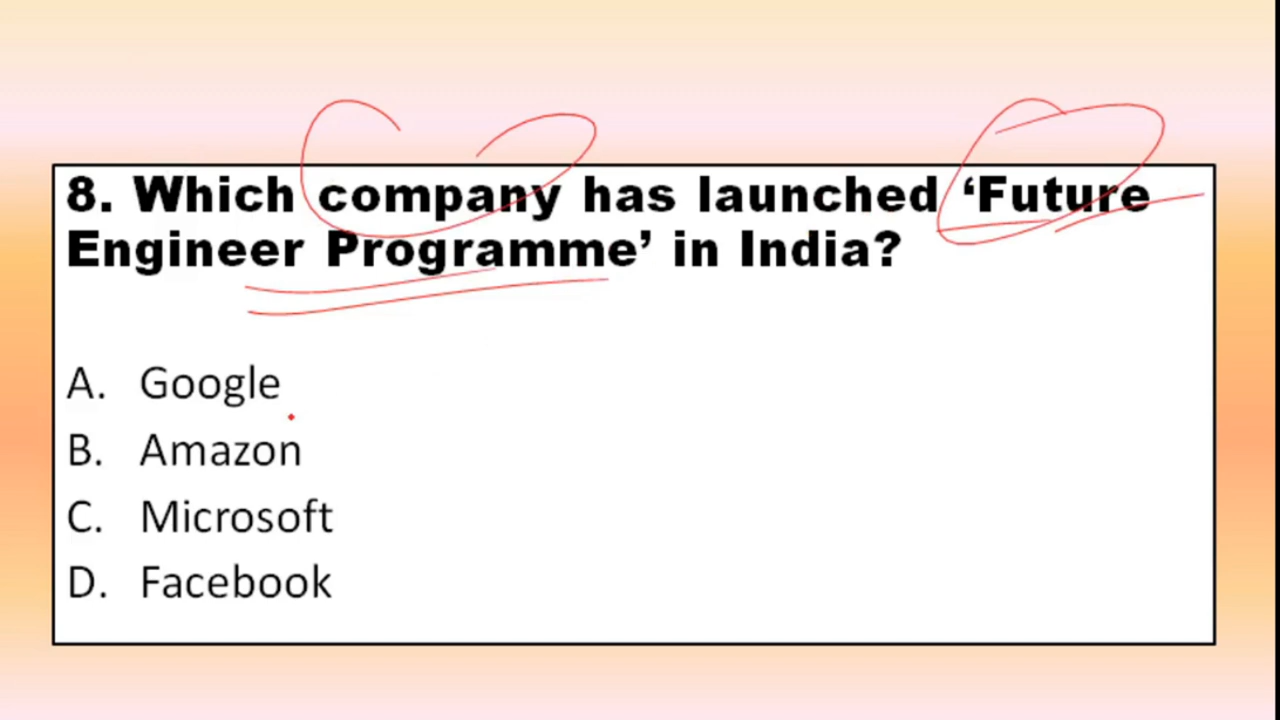 8. Which company has launched ‘Future
Engineer Programme’ in India?
A. Google
B. Amazon
C. Microsoft
D. Facebook